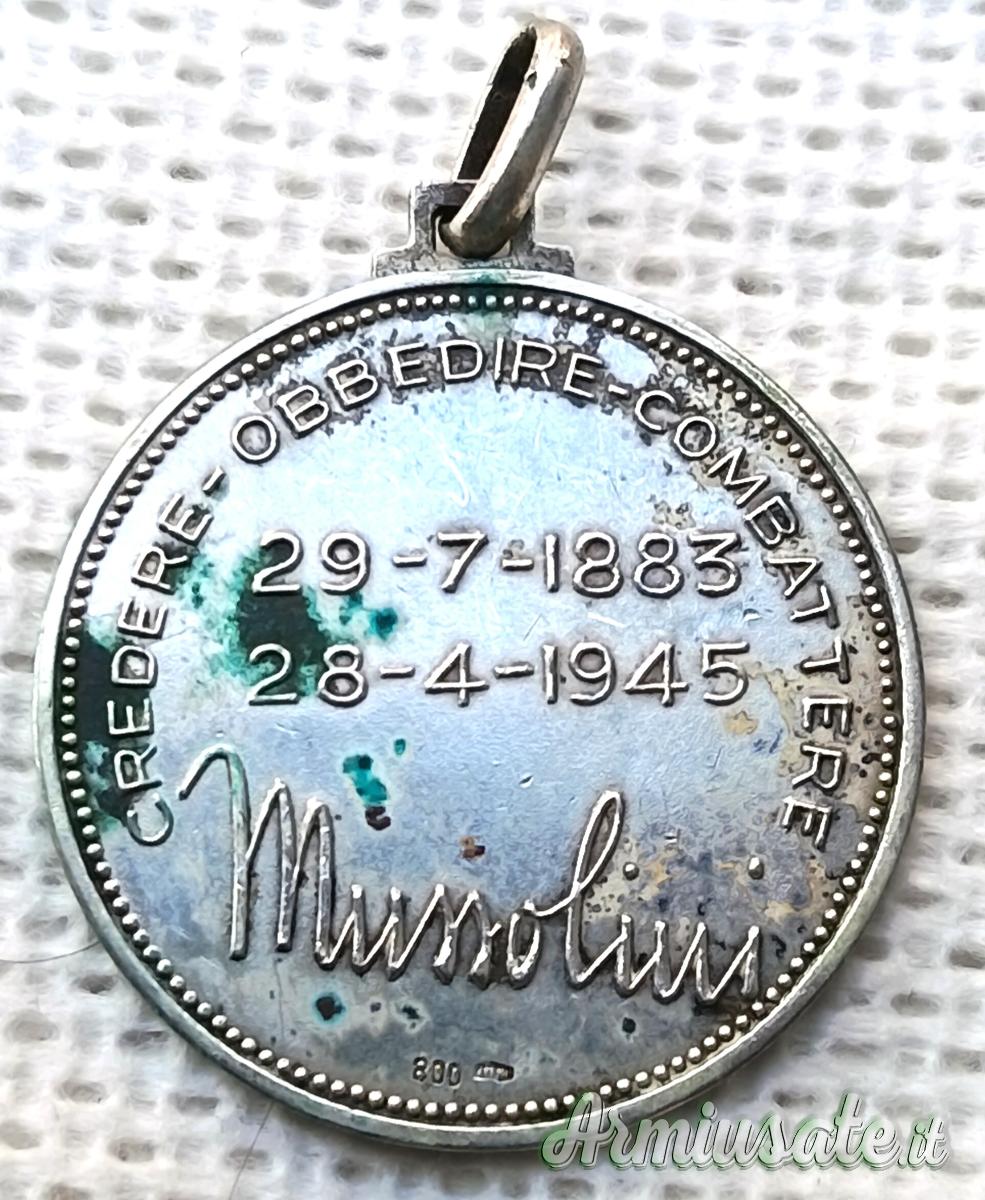 CREDERE-OBBEDIRE-COMBATTERE
29-7-1883
28-4-1945
Mussolini
800
Armiusate.it